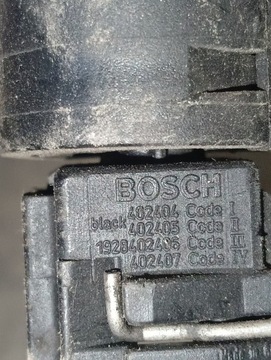 BOSCH
402404 Code I
black 402405 Code II
1928402406 Code III
402407 Code IV